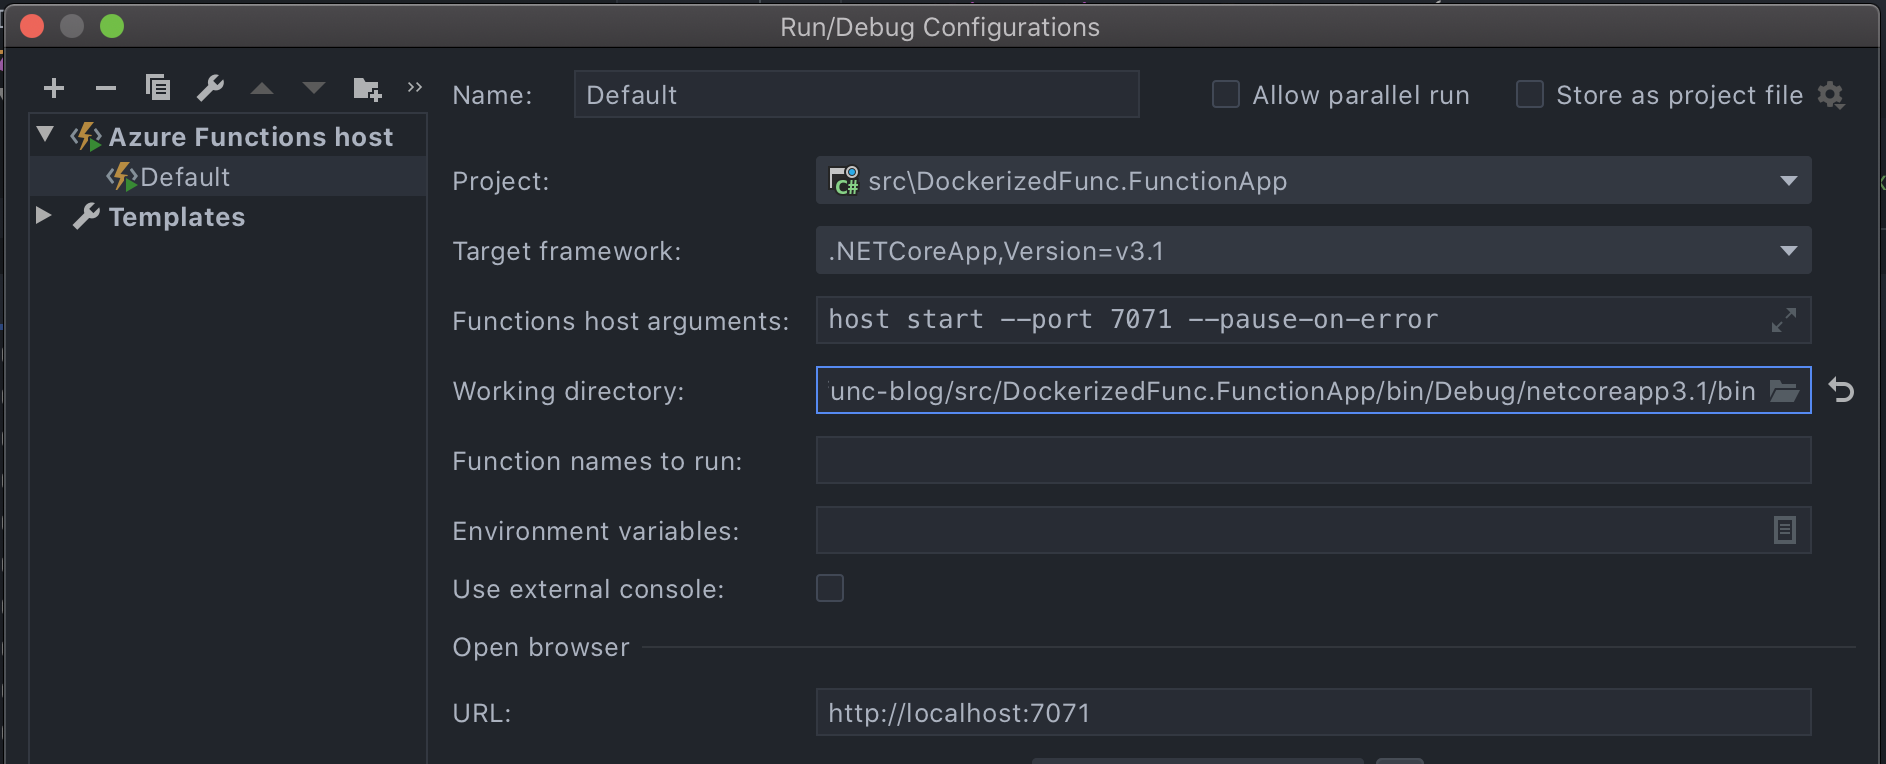 Run/Debug Configurations
Name: Default Allow parallel run Store as project file
Azure Functions host
Default
Templates
Project: src\DockerizedFunc.FunctionApp
Target framework: .NETCoreApp,Version=v3.1
Functions host arguments: host start --port 7071 --pause-on-error
Working directory: unc-blog/src/DockerizedFunc.FunctionApp/bin/Debug/netcoreapp3.1/bin
Function names to run:
Environment variables:
Use external console:
Open browser
URL: http://localhost:7071